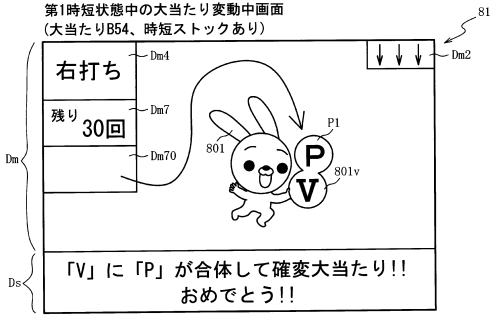 第1時短状態中の大当たり変動中画面
(大当たりB54、時短ストックあり)
81
右打ち
Dm4
Dm2
残り
30回
Dm7
Dm70
Dm
801
P1
P
V
801v
Ds
「V」に「P」が合体して確変大当たり!!
おめでとう!!